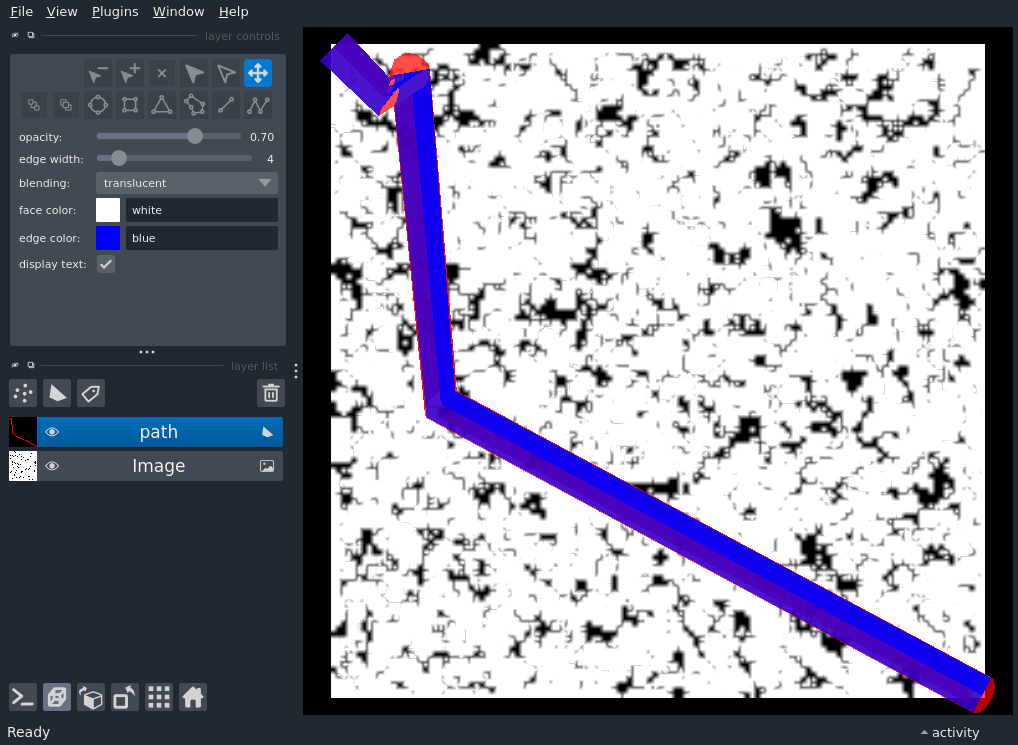 File View Plugins Window Help
layer controls
opacity: 0.70
edge width: 4
blending: translucent
face color: white
edge color: blue
display text:
layer list
path
Image
Ready
activity